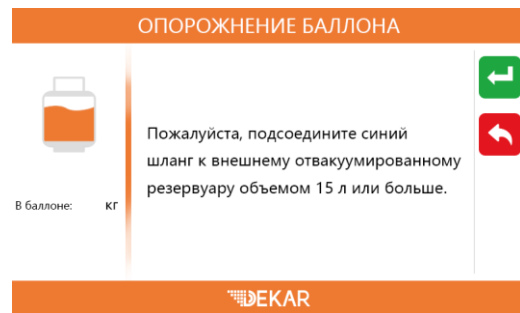 ОПОРОЖНЕНИЕ БАЛЛОНА
Пожалуйста, подсоедините синий
шланг к внешнему отвакуумированному
резервуару объемом 15 л или больше.
В баллоне: кг
DEKAR